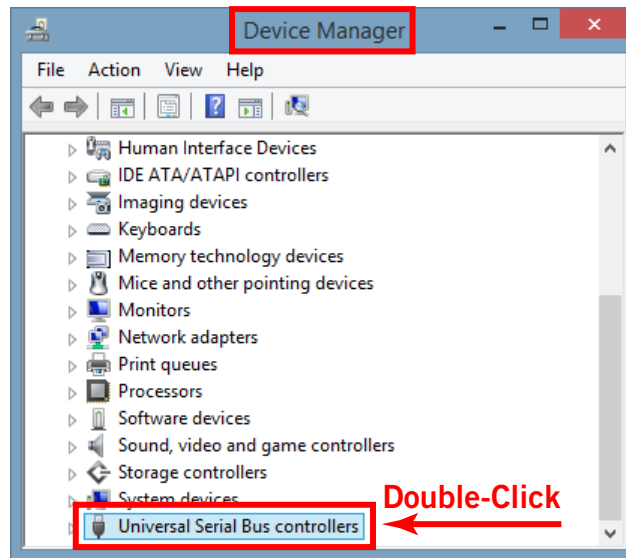 Device Manager
File Action View Help
Human Interface Devices
IDE ATA/ATAPI controllers
Imaging devices
Keyboards
Memory technology devices
Mice and other pointing devices
Monitors
Network adapters
Print queues
Processors
Software devices
Sound, video and game controllers
Storage controllers
System devices
Double-Click
Universal Serial Bus controllers